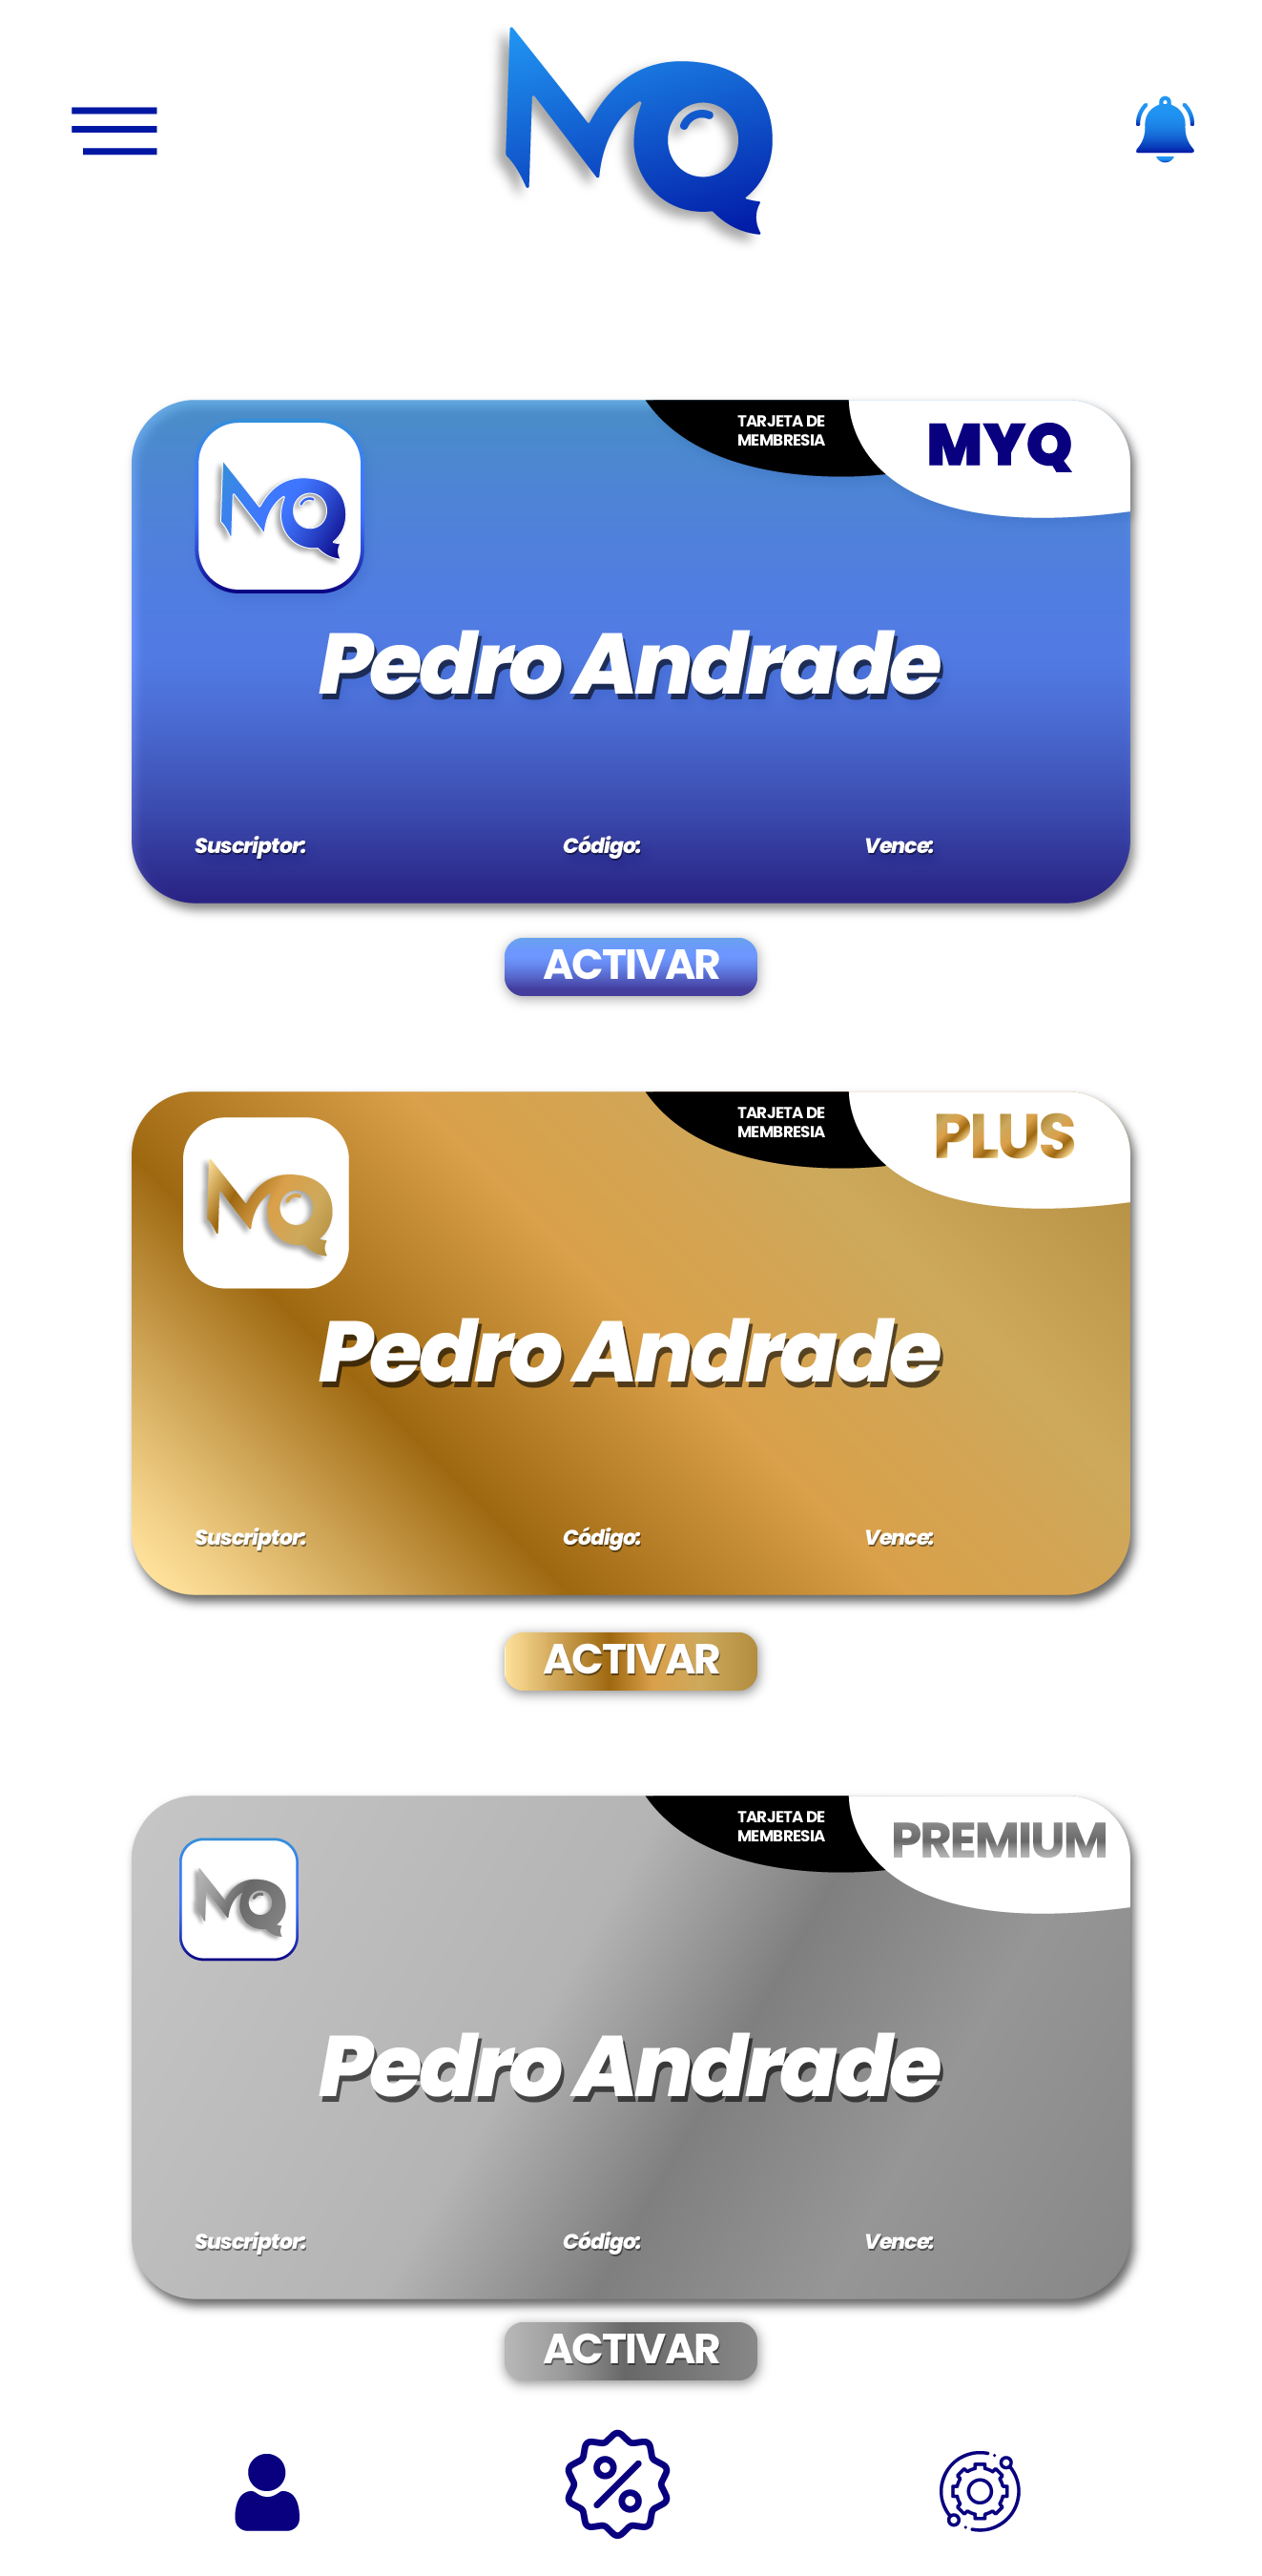 MQ
TARJETA DE
MEMBRESIA
MYQ
MQ
Pedro Andrade
Suscriptor: Código: Vence:
ACTIVAR
TARJETA DE
MEMBRESIA
PLUS
MQ
Pedro Andrade
Suscriptor: Código: Vence:
ACTIVAR
TARJETA DE
MEMBRESIA
PREMIUM
MQ
Pedro Andrade
Suscriptor: Código: Vence:
ACTIVAR
%